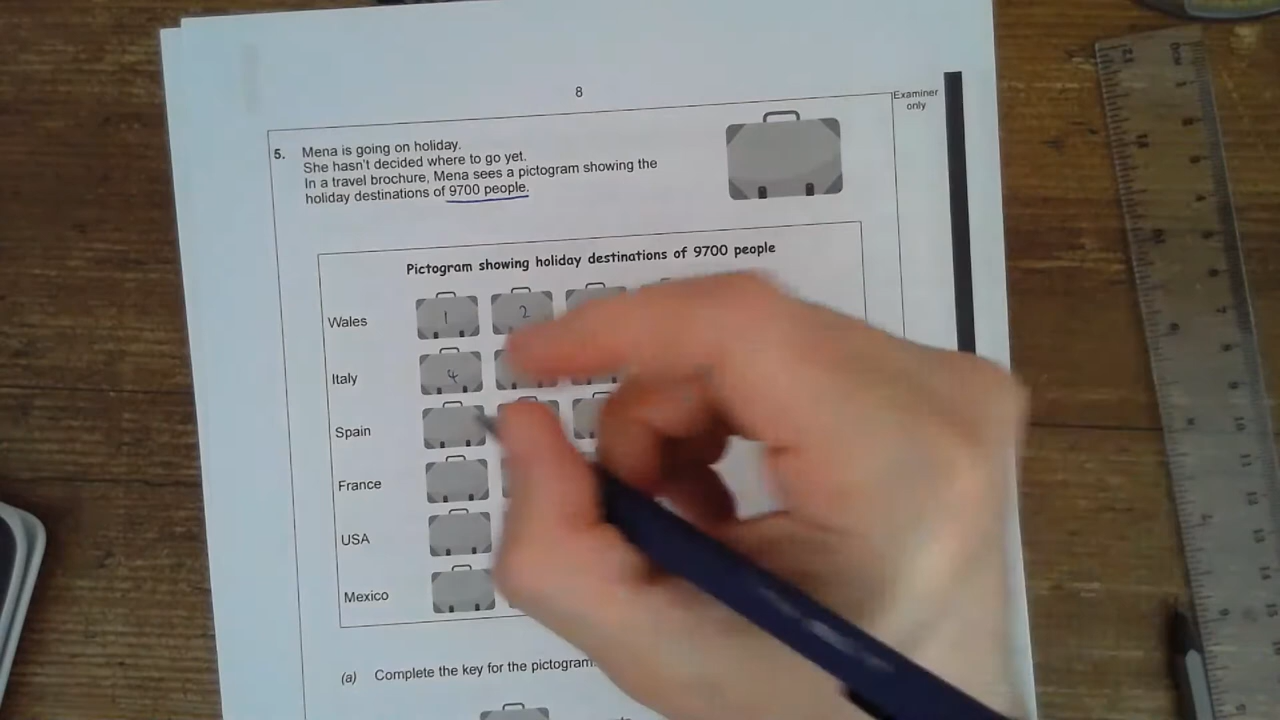 8
Examiner
only
5. Mena is going on holiday.
She hasn't decided where to go yet.
In a travel brochure, Mena sees a pictogram showing the
holiday destinations of 9700 people.
Pictogram showing holiday destinations of 9700 people
Wales 1 2
Italy 4
Spain
France
USA
Mexico
(a) Complete the key for the pictogram